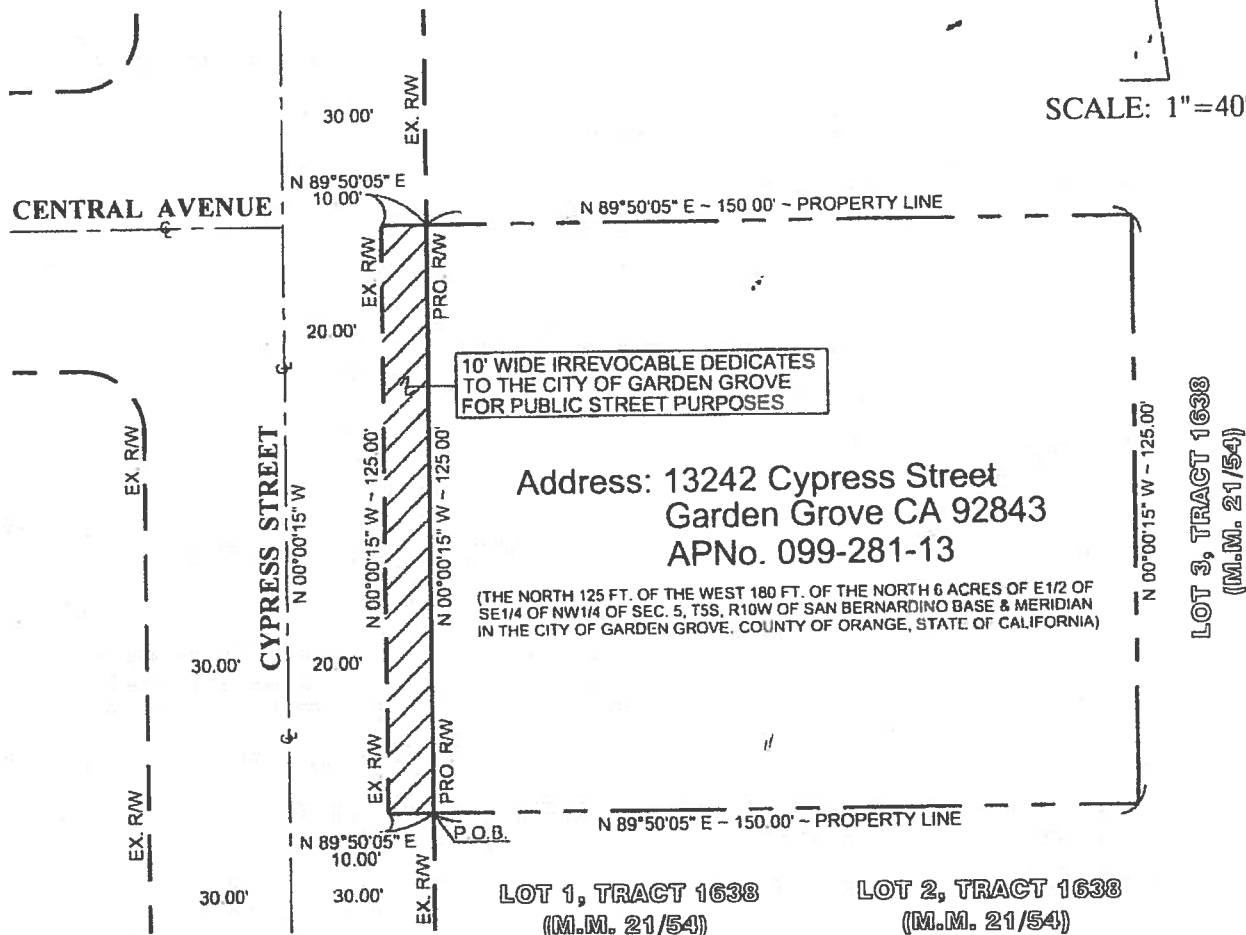 SCALE: 1"=40'
30 00'
EX. R/W
N 89°50'05" E
10 00'
CENTRAL AVENUE
N 89°50'05" E ~ 150 00' ~ PROPERTY LINE
EX. R/W
PRO. R/W
20.00'
10' WIDE IRREVOCABLE DEDICATES
TO THE CITY OF GARDEN GROVE
FOR PUBLIC STREET PURPOSES
EX. R/W
CYPRESS STREET
N 00°00'15" W
N 00°00'15" W ~ 125.00'
N 00°00'15" W ~ 125 00'
Address: 13242 Cypress Street
Garden Grove CA 92843
APNo. 099-281-13
(THE NORTH 125 FT. OF THE WEST 180 FT. OF THE NORTH 6 ACRES OF E1/2 OF
SE1/4 OF NW1/4 OF SEC. 5, T5S, R10W OF SAN BERNARDINO BASE & MERIDIAN
IN THE CITY OF GARDEN GROVE, COUNTY OF ORANGE, STATE OF CALIFORNIA)
N 00°00'15" W ~ 125.00'
LOT 3, TRACT 1638
(M.M. 21/54)
30.00'
20.00'
EX. R/W
PRO. R/W
EX. R/W
N 89°50'05" E
10.00'
P.O.B.
N 89°50'05" E ~ 150.00' ~ PROPERTY LINE
30.00'
30.00'
EX. R/W
LOT 1, TRACT 1638
(M.M. 21/54)
LOT 2, TRACT 1638
(M.M. 21/54)